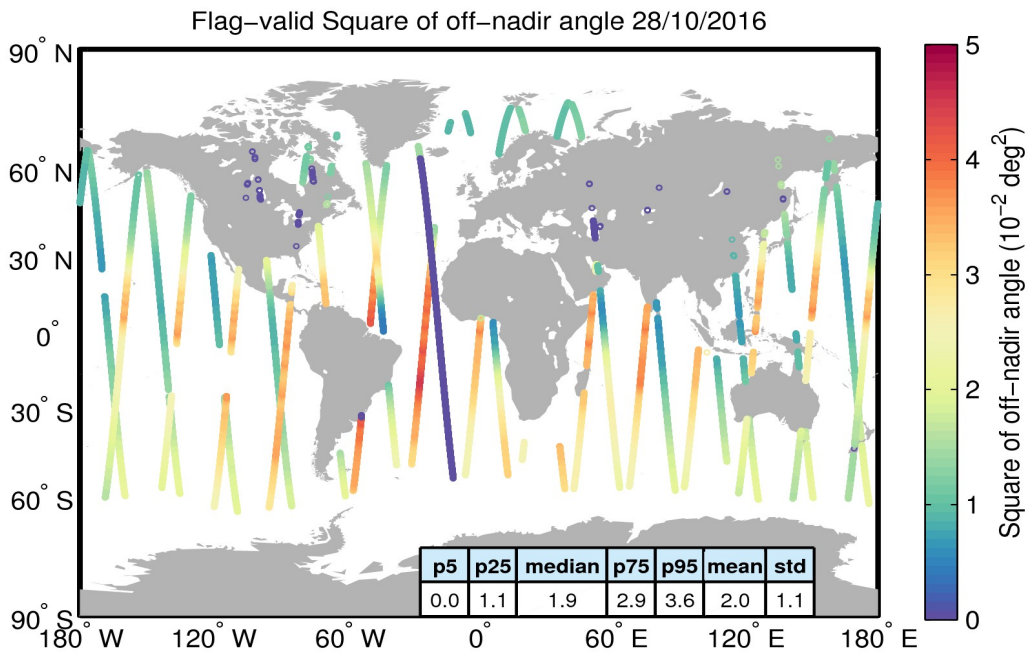 Flag−valid Square of off−nadir angle 28/10/2016
90° N
60° N
30° N
0°
30° S
60° S
90° S
180° W
120° W
60° W
0°
60° E
120° E
180° E
p5 p25 median p75 p95 mean std
0.0 1.1 1.9 2.9 3.6 2.0 1.1
5
4
3
2
1
0
Square of off−nadir angle (10⁻² deg²)